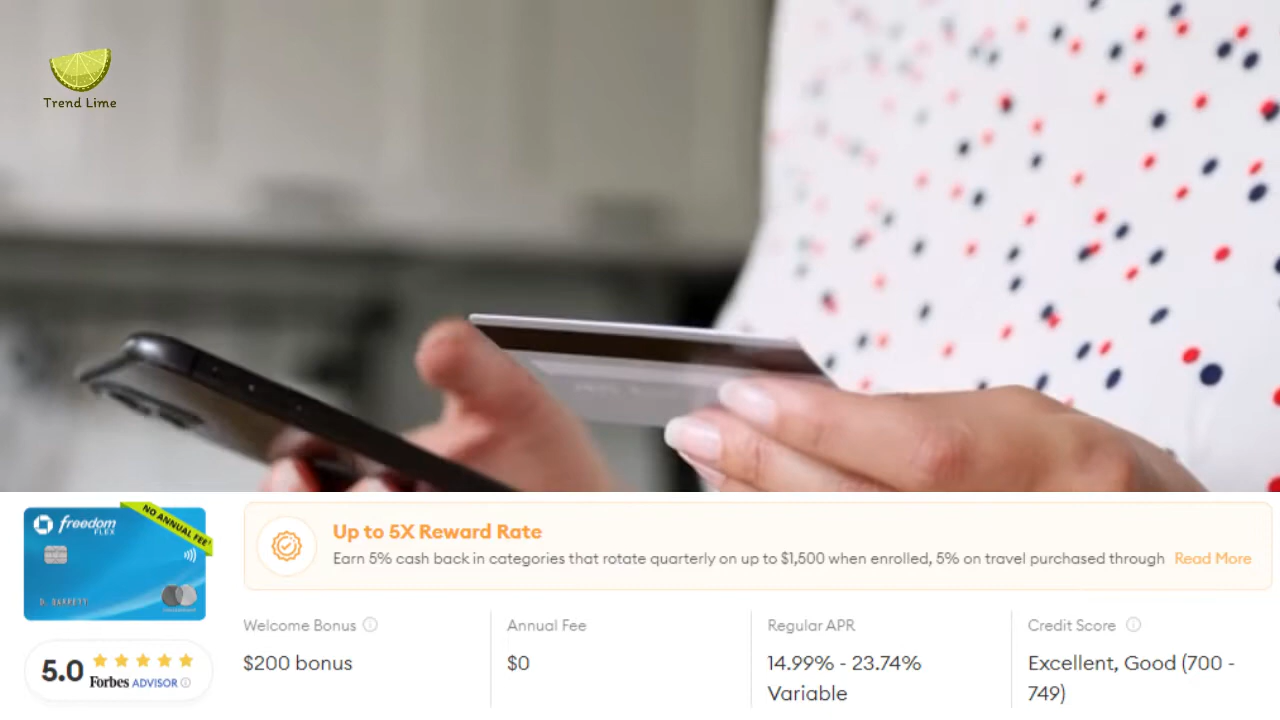 Trend Lime
freedom
FLEX
NO ANNUAL FEE
D. BARRETT
Up to 5X Reward Rate
Earn 5% cash back in categories that rotate quarterly on up to $1,500 when enrolled, 5% on travel purchased through Read More
Welcome Bonus
$200 bonus
Annual Fee
$0
Regular APR
14.99% - 23.74%
Variable
Credit Score
Excellent, Good (700 -
749)
5.0
Forbes ADVISOR